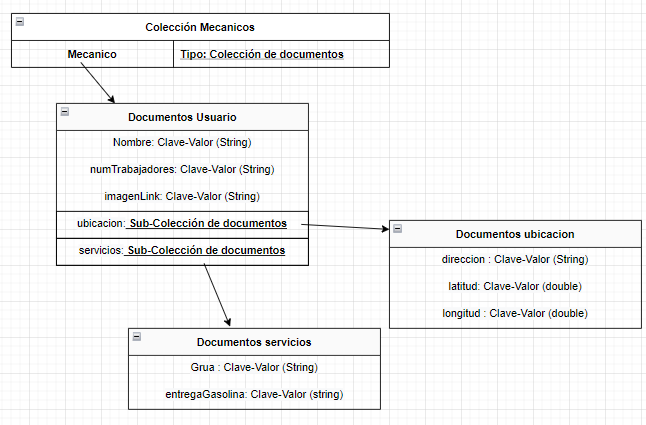 Colección Mecanicos
Mecanico Tipo: Colección de documentos
Documentos Usuario
Nombre: Clave-Valor (String)
numTrabajadores: Clave-Valor (String)
imagenLink: Clave-Valor (String)
ubicacion: Sub-Colección de documentos
servicios: Sub-Colección de documentos
Documentos ubicacion
direccion : Clave-Valor (String)
latitud: Clave-Valor (double)
longitud : Clave-Valor (double)
Documentos servicios
Grua : Clave-Valor (String)
entregaGasolina: Clave-Valor (string)